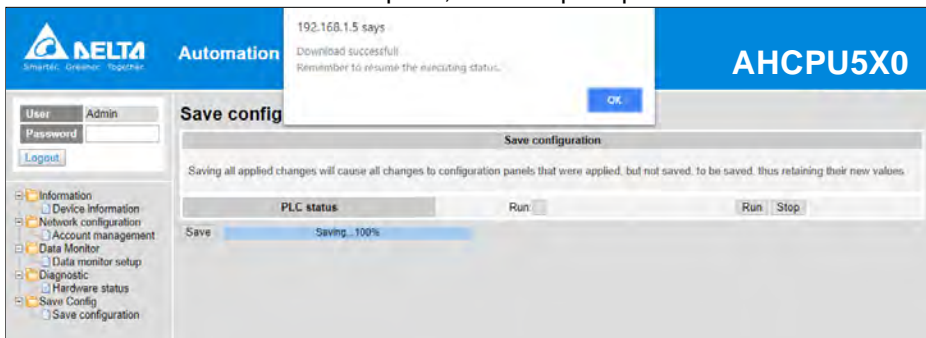 192.168.1.5 says
Download successful!
Remember to resume the executing status.
OK
DELTA
Smarter. Greener. Together.
Automation
AHCPU5X0
User Admin
Password
Logout
Information
Device Information
Network configuration
Account management
Data Monitor
Data monitor setup
Diagnostic
Hardware status
Save Config
Save configuration
Save config
Save configuration
Saving all applied changes will cause all changes to configuration panels that were applied, but not saved, to be saved, thus retaining their new values.
PLC status Run: Run Stop
Save Saving...100%